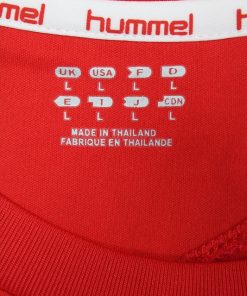 hummel hummel
UK USA F D
L L L L
E I J CDN
L L L L
MADE IN THAILAND
FABRIQUE EN THAILANDE